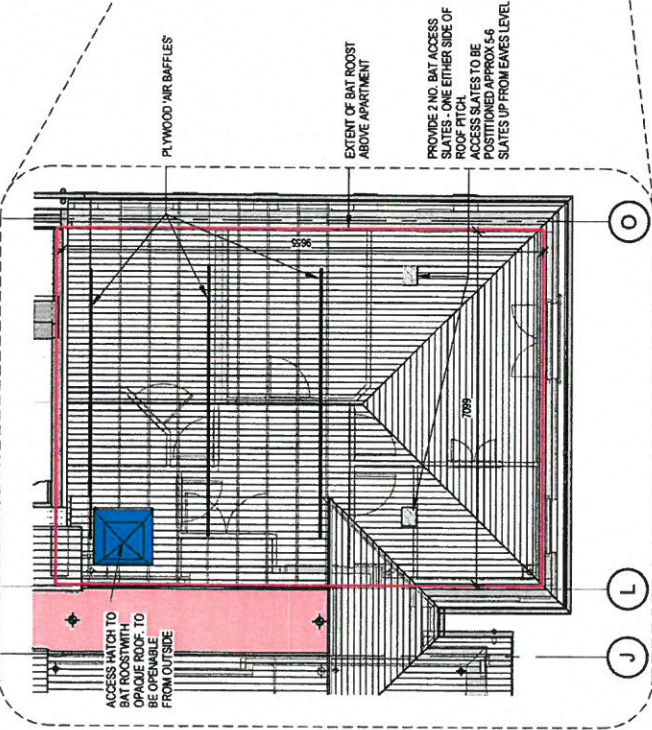 PLYWOOD 'AIR BAFFLES'
EXTENT OF BAT ROOST
ABOVE APARTMENT
PROVIDE 2 NO. BAT ACCESS
SLATES - ONE EITHER SIDE OF
ROOF PITCH.
ACCESS SLATES TO BE
POSTITIONED APPROX 5-6
SLATES UP FROM EAVES LEVEL
9655
7099
ACCESS HATCH TO
BAT ROOST WITH
OPAQUE ROOF. TO
BE OPENABLE
FROM OUTSIDE
O
L
J